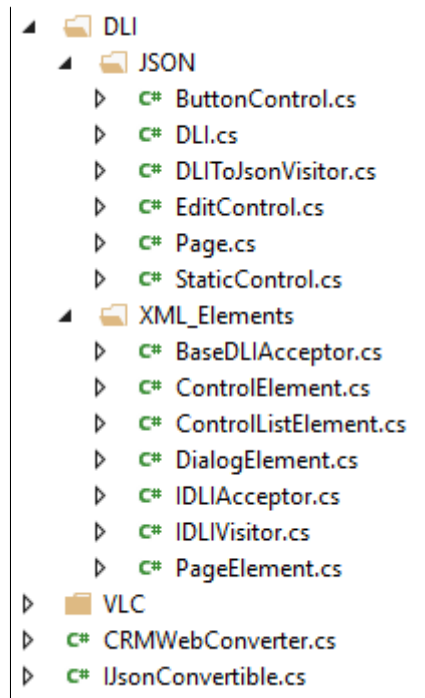 DLI
JSON
C# ButtonControl.cs
C# DLI.cs
C# DLIToJsonVisitor.cs
C# EditControl.cs
C# Page.cs
C# StaticControl.cs
XML_Elements
C# BaseDLIAcceptor.cs
C# ControlElement.cs
C# ControlListElement.cs
C# DialogElement.cs
C# IDLIAcceptor.cs
C# IDLIVisitor.cs
C# PageElement.cs
VLC
C# CRMWebConverter.cs
C# IJsonConvertible.cs